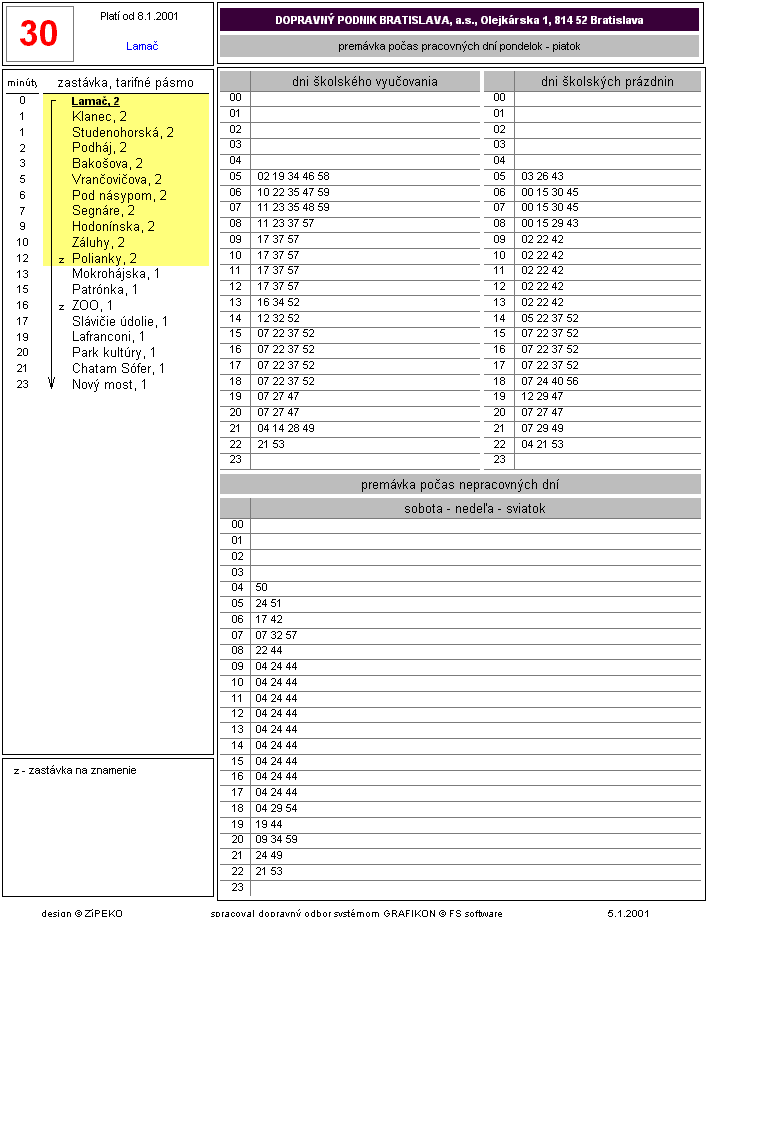 30
Platí od 8.1.2001
Lamač
DOPRAVNÝ PODNIK BRATISLAVA, a.s., Olejkárska 1, 814 52 Bratislava
premávka počas pracovných dní pondelok - piatok
minúty zastávka, tarifné pásmo
0 Lamač, 2
1 Klanec, 2
1 Studenohorská, 2
2 Podháj, 2
3 Bakošova, 2
5 Vrančovičova, 2
6 Pod násypom, 2
7 Segnáre, 2
9 Hodonínska, 2
10 Záluhy, 2
12 z Polianky, 2
13 Mokrohájska, 1
15 Patrónka, 1
16 z ZOO, 1
17 Slávičie údolie, 1
19 Lafranconi, 1
20 Park kultúry, 1
21 Chatam Sófer, 1
23 Nový most, 1
z - zastávka na znamenie
dni školského vyučovania
00
01
02
03
04
05 02 19 34 46 58
06 10 22 35 47 59
07 11 23 35 48 59
08 11 23 37 57
09 17 37 57
10 17 37 57
11 17 37 57
12 17 37 57
13 16 34 52
14 12 32 52
15 07 22 37 52
16 07 22 37 52
17 07 22 37 52
18 07 22 37 52
19 07 27 47
20 07 27 47
21 04 14 28 49
22 21 53
23
dni školských prázdnin
00
01
02
03
04
05 03 26 43
06 00 15 30 45
07 00 15 30 45
08 00 15 29 43
09 02 22 42
10 02 22 42
11 02 22 42
12 02 22 42
13 02 22 42
14 05 22 37 52
15 07 22 37 52
16 07 22 37 52
17 07 22 37 52
18 07 24 40 56
19 12 29 47
20 07 27 47
21 07 29 49
22 04 21 53
23
premávka počas nepracovných dní
sobota - nedeľa - sviatok
00
01
02
03
04 50
05 24 51
06 17 42
07 07 32 57
08 22 44
09 04 24 44
10 04 24 44
11 04 24 44
12 04 24 44
13 04 24 44
14 04 24 44
15 04 24 44
16 04 24 44
17 04 24 44
18 04 29 54
19 19 44
20 09 34 59
21 24 49
22 21 53
23
design © ZiPEKO
spracoval dopravný odbor systémom GRAFIKON © FS software
5.1.2001